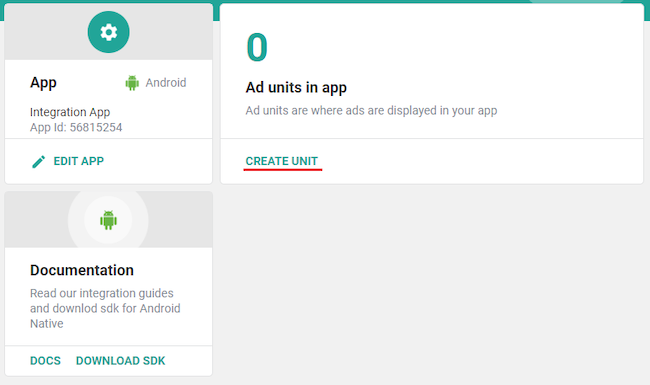 App
Android
Integration App
App Id: 56815254
EDIT APP
0
Ad units in app
Ad units are where ads are displayed in your app
CREATE UNIT
Documentation
Read our integration guides
and downlod sdk for Android
Native
DOCS
DOWNLOAD SDK